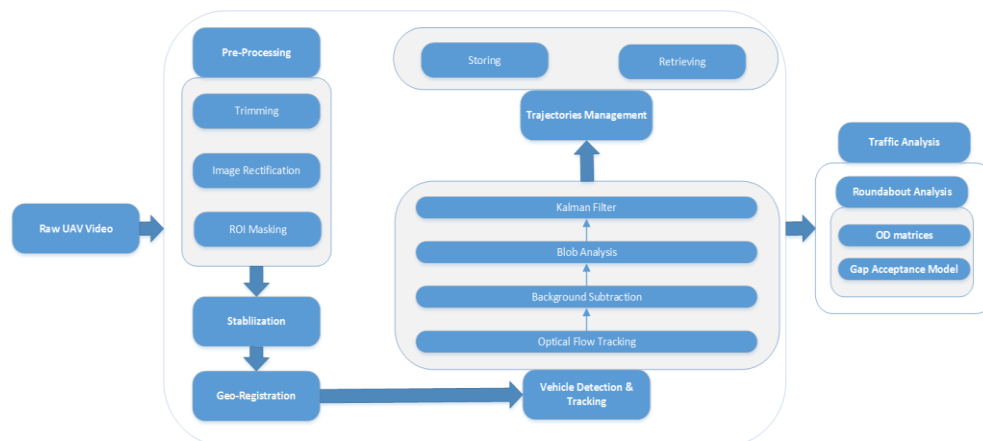 Raw UAV Video
Pre-Processing
Trimming
Image Rectification
ROI Masking
Stabliization
Geo-Registration
Storing
Retrieving
Trajectories Management
Kalman Filter
Blob Analysis
Background Subtraction
Optical Flow Tracking
Vehicle Detection &
Tracking
Traffic Analysis
Roundabout Analysis
OD matrices
Gap Acceptance Model